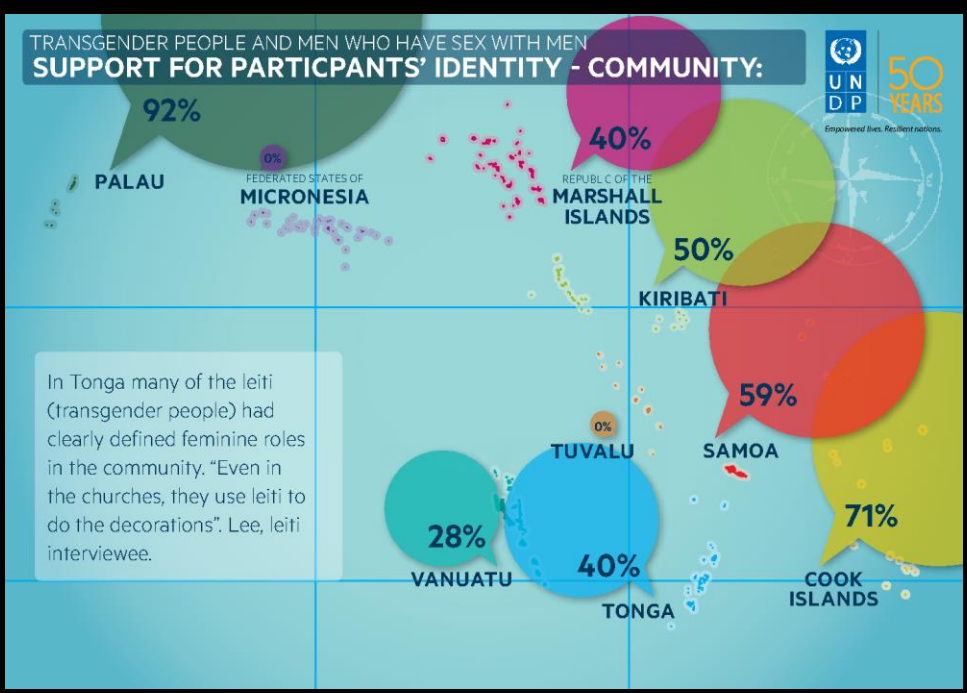 TRANSGENDER PEOPLE AND MEN WHO HAVE SEX WITH MEN
SUPPORT FOR PARTICPANTS’ IDENTITY - COMMUNITY:
U N
D P
50
YEARS
Empowered lives. Resilient nations.
92%
PALAU
0%
FEDERATED STATES OF
MICRONESIA
40%
REPUBL C OF THE
MARSHALL
ISLANDS
50%
KIRIBATI
59%
SAMOA
0%
TUVALU
71%
COOK
ISLANDS
28%
VANUATU
40%
TONGA
In Tonga many of the leiti
(transgender people) had
clearly defined feminine roles
in the community. “Even in
the churches, they use leiti to
do the decorations”. Lee, leiti
interviewee.